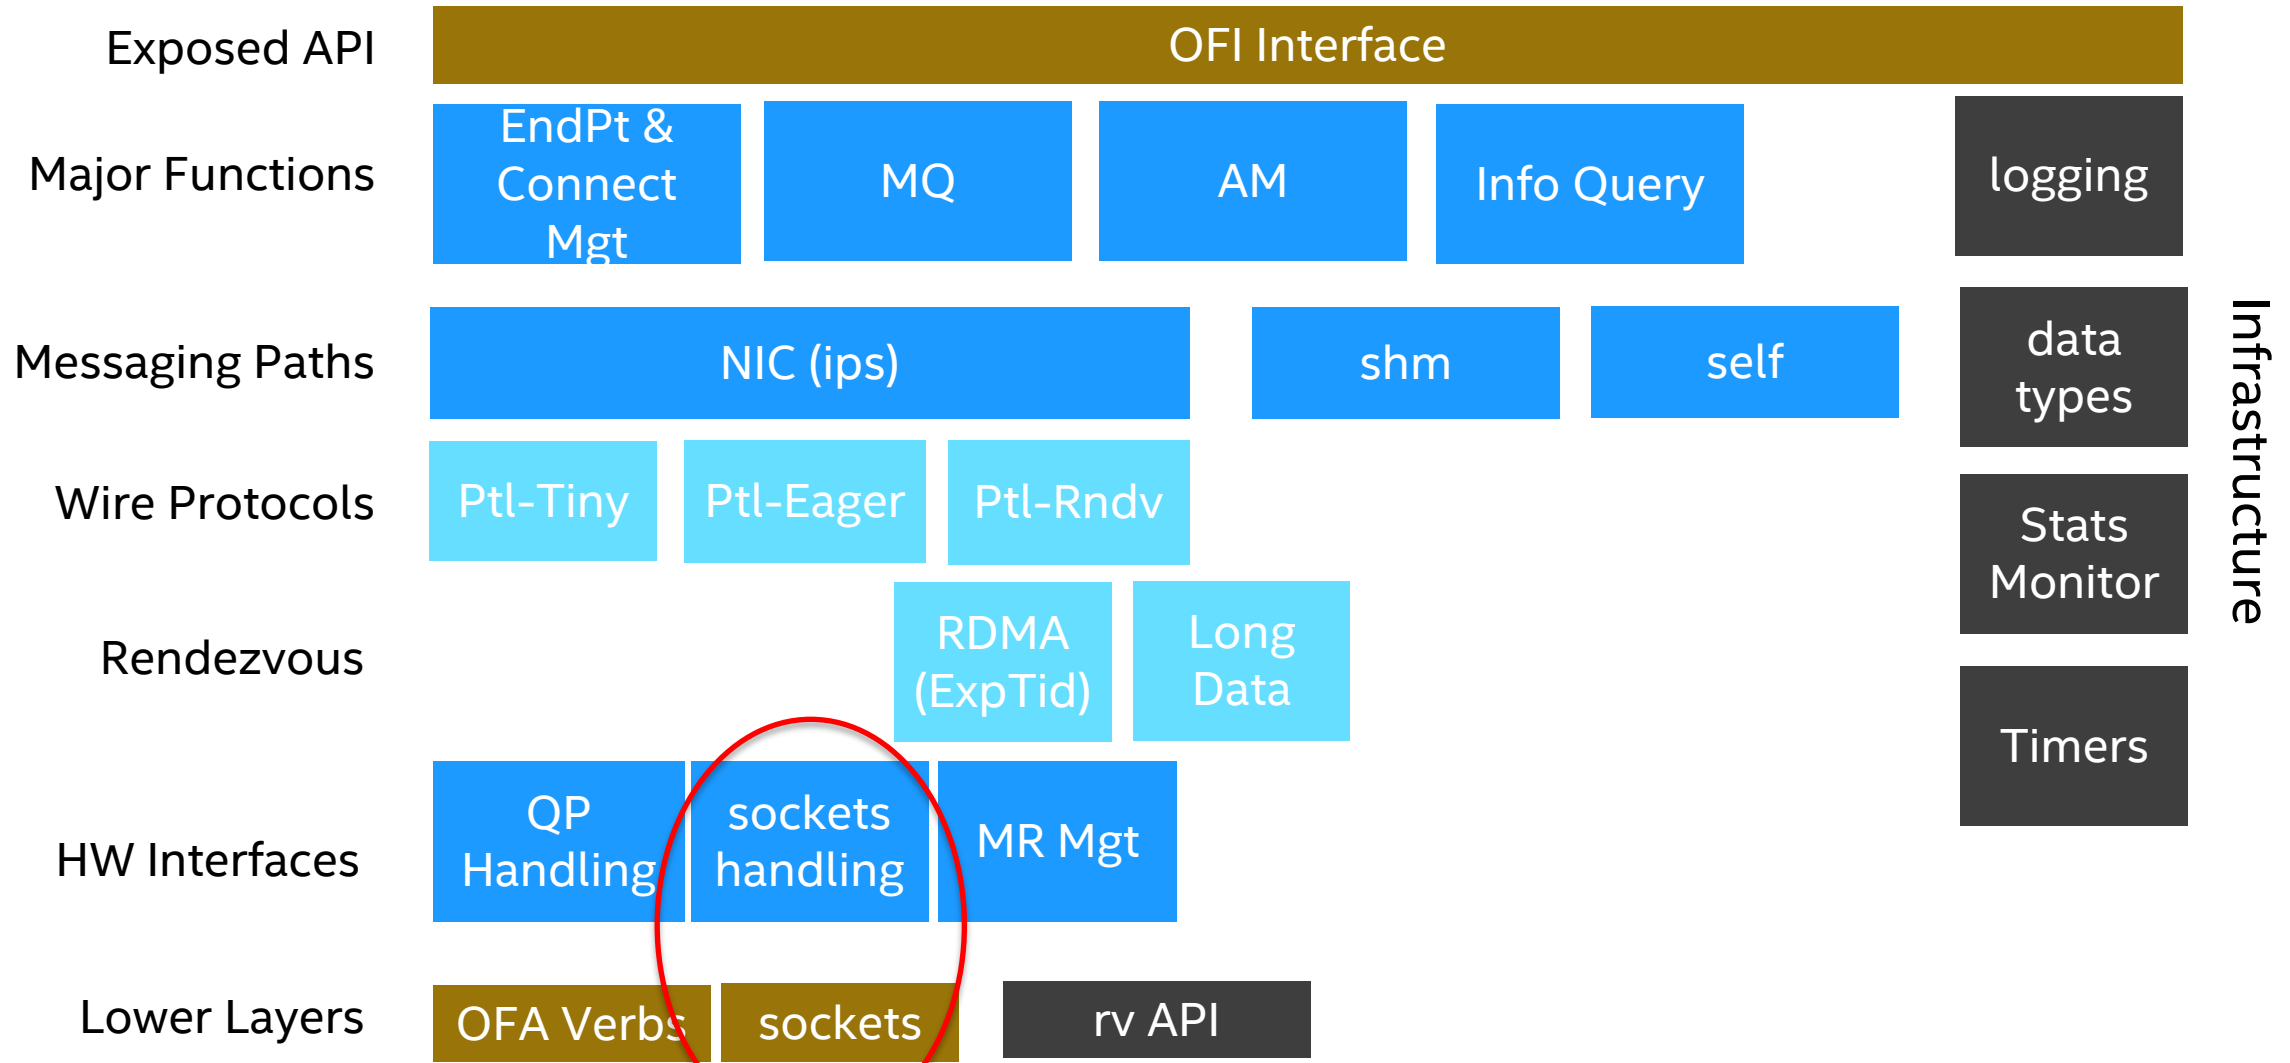 Exposed API
OFI Interface
Major Functions
EndPt &
Connect
Mgt
MQ
AM
Info Query
logging
Messaging Paths
NIC (ips)
shm
self
data
types
Infrastructure
Wire Protocols
Ptl-Tiny
Ptl-Eager
Ptl-Rndv
Stats
Monitor
Rendezvous
RDMA
(ExpTid)
Long
Data
Timers
HW Interfaces
QP
Handling
sockets
handling
MR Mgt
Lower Layers
OFA Verbs
sockets
rv API